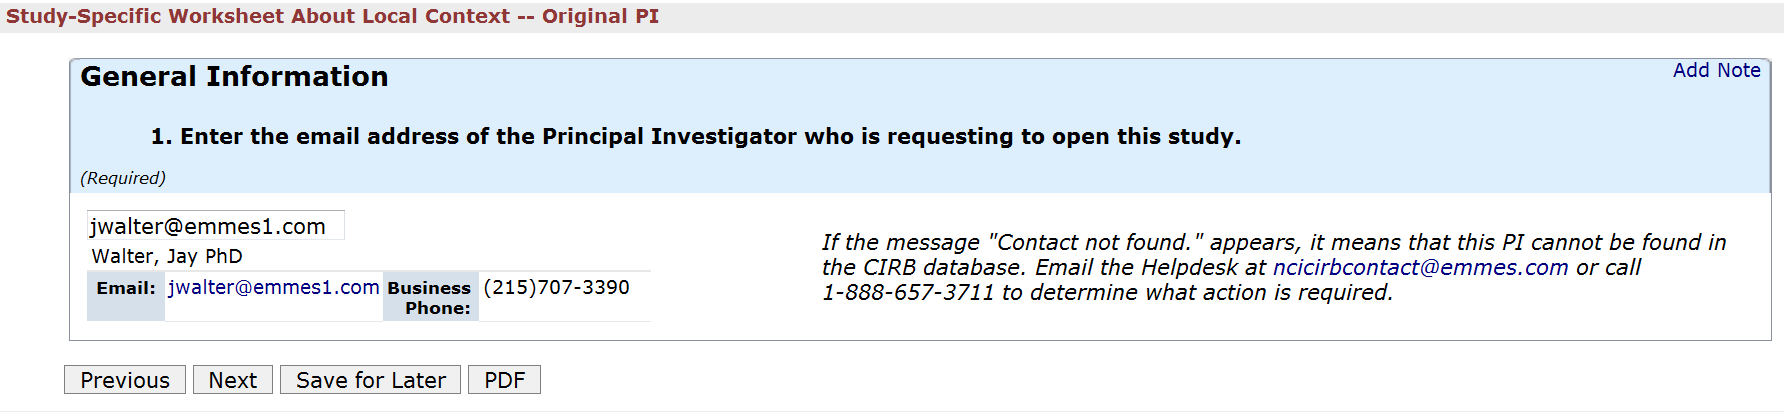 Study-Specific Worksheet About Local Context -- Original PI
General Information
Add Note
1. Enter the email address of the Principal Investigator who is requesting to open this study.
(Required)
jwalter@emmes1.com
Walter, Jay PhD
Email: jwalter@emmes1.com Business Phone: (215)707-3390
If the message "Contact not found." appears, it means that this PI cannot be found in
the CIRB database. Email the Helpdesk at ncicirbcontact@emmes.com or call
1-888-657-3711 to determine what action is required.
Previous Next Save for Later PDF